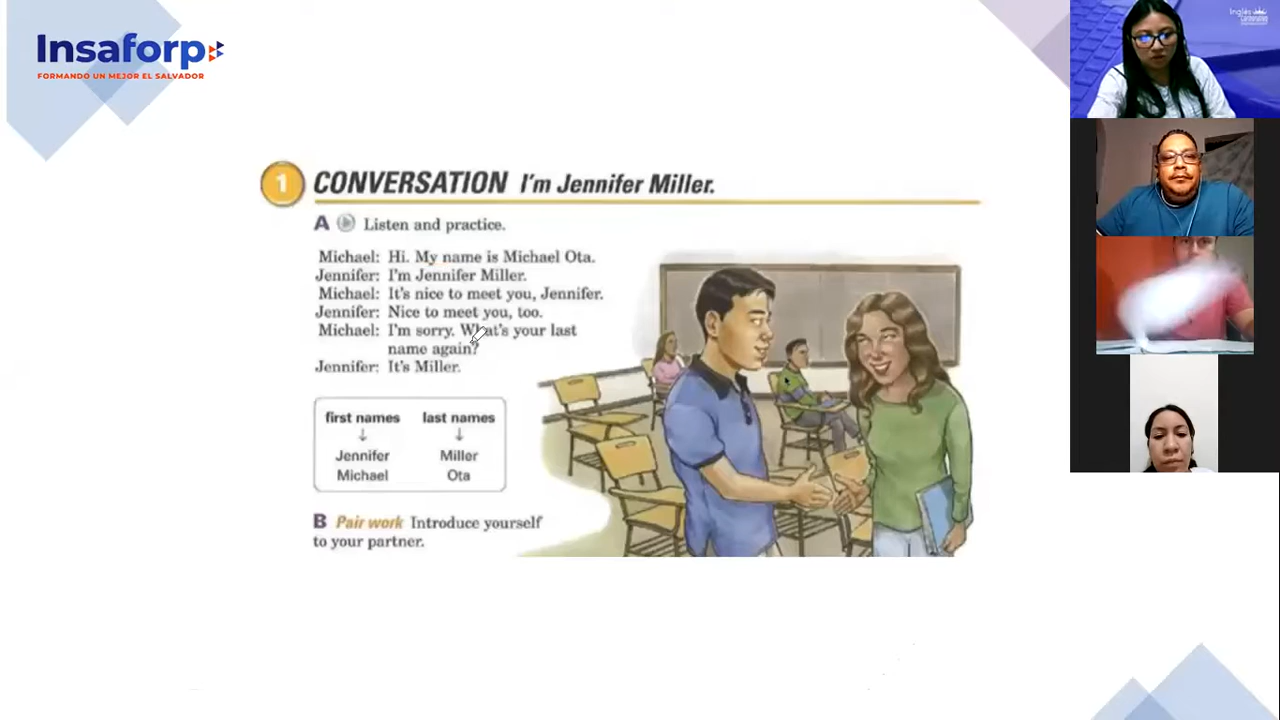 Insaforp
FORMANDO UN MEJOR EL SALVADOR
Inglés
1 CONVERSATION I'm Jennifer Miller.
A Listen and practice.
Michael: Hi. My name is Michael Ota.
Jennifer: I'm Jennifer Miller.
Michael: It's nice to meet you, Jennifer.
Jennifer: Nice to meet you, too.
Michael: I'm sorry. What's your last
name again?
Jennifer: It's Miller.
first names last names
↓ ↓
Jennifer Miller
Michael Ota
B Pair work Introduce yourself
to your partner.